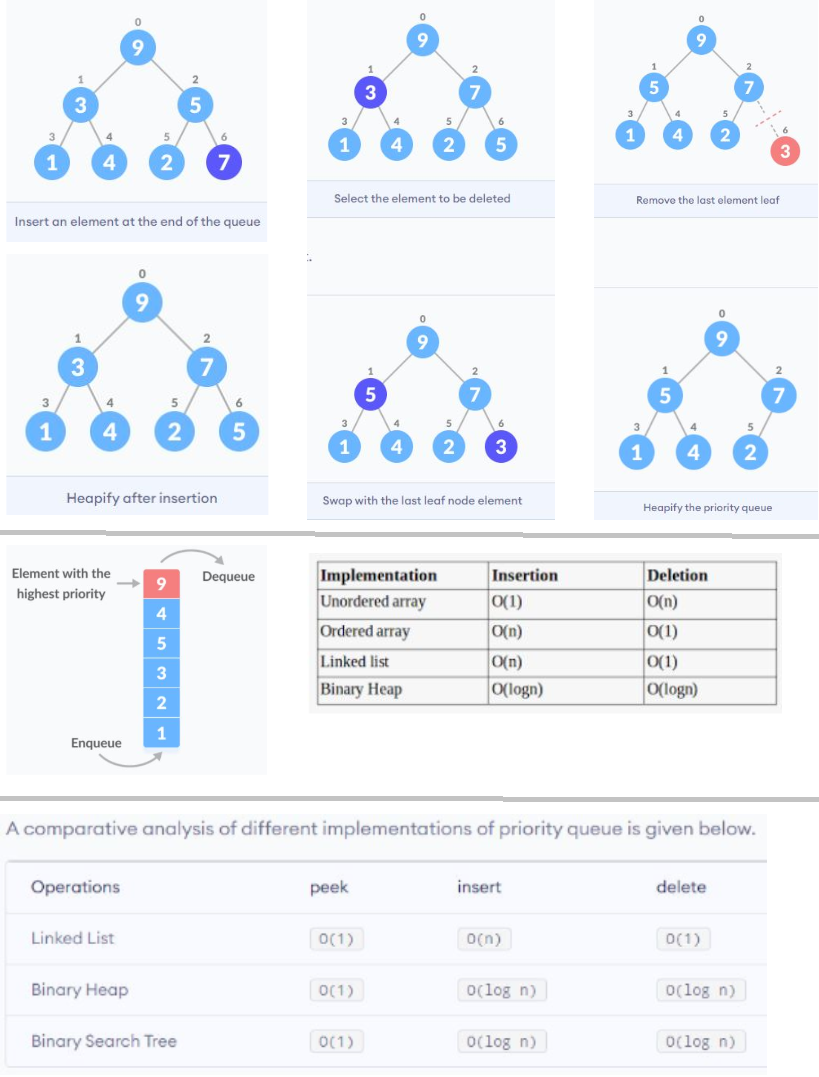 0
9
1 2
3 5
3 4 5 6
1 4 2 7
Insert an element at the end of the queue
0
9
1 2
3 7
3 4 5 6
1 4 2 5
Select the element to be deleted
0
9
1 2
5 7
3 4 5
1 4 2
6
3
Remove the last element leaf
0
9
1 2
3 7
3 4 5 6
1 4 2 5
Heapify after insertion
t.
0
9
1 2
5 7
3 4 5 6
1 4 2 3
Swap with the last leaf node element
0
9
1 2
5 7
3 4 5
1 4 2
Heapify the priority queue
Element with the
highest priority
Dequeue
9
4
5
3
2
1
Enqueue
Implementation Insertion Deletion
Unordered array O(1) O(n)
Ordered array O(n) O(1)
Linked list O(n) O(1)
Binary Heap O(logn) O(logn)
A comparative analysis of different implementations of priority queue is given below.
Operations peek insert delete
Linked List O(1) O(n) O(1)
Binary Heap O(1) O(log n) O(log n)
Binary Search Tree O(1) O(log n) O(log n)